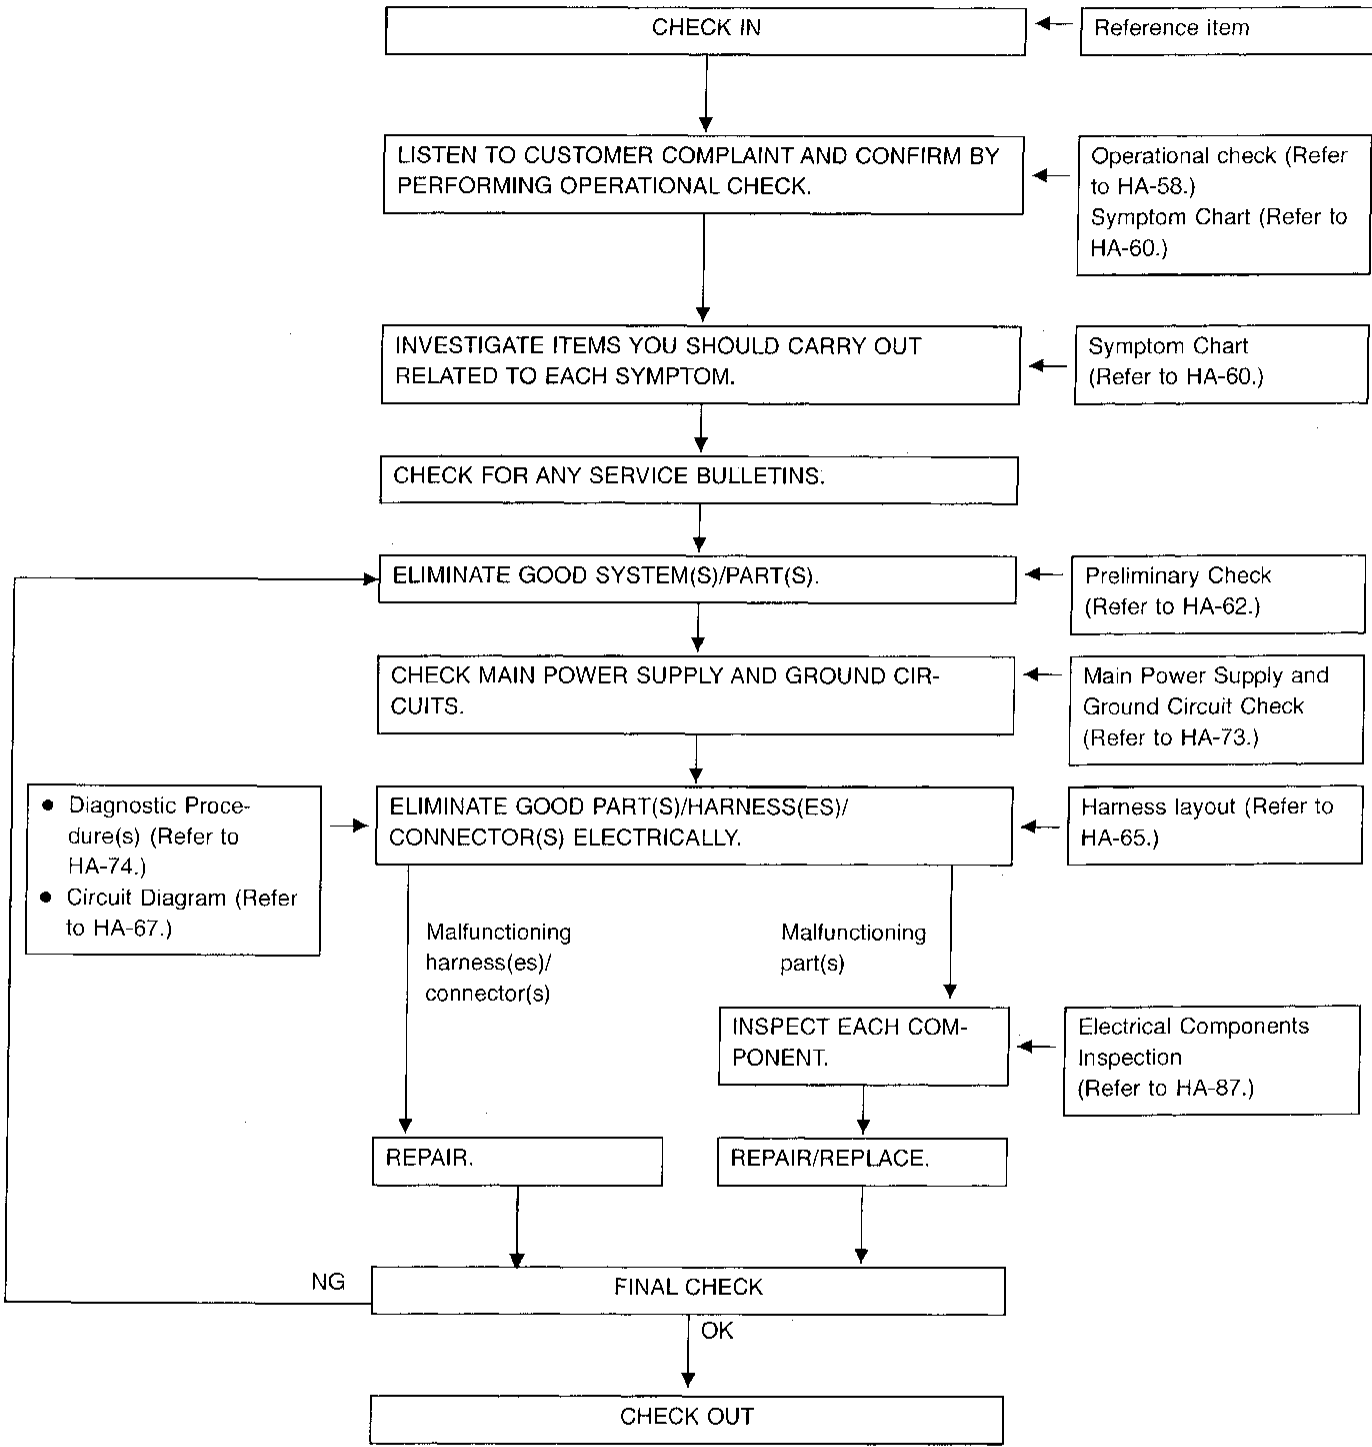 CHECK IN
Reference item
LISTEN TO CUSTOMER COMPLAINT AND CONFIRM BY
PERFORMING OPERATIONAL CHECK.
Operational check (Refer
to HA-58.)
Symptom Chart (Refer to
HA-60.)
INVESTIGATE ITEMS YOU SHOULD CARRY OUT
RELATED TO EACH SYMPTOM.
Symptom Chart
(Refer to HA-60.)
CHECK FOR ANY SERVICE BULLETINS.
ELIMINATE GOOD SYSTEM(S)/PART(S).
Preliminary Check
(Refer to HA-62.)
CHECK MAIN POWER SUPPLY AND GROUND CIR-
CUITS.
Main Power Supply and
Ground Circuit Check
(Refer to HA-73.)
● Diagnostic Proce-
dure(s) (Refer to
HA-74.)
● Circuit Diagram (Refer
to HA-67.)
ELIMINATE GOOD PART(S)/HARNESS(ES)/
CONNECTOR(S) ELECTRICALLY.
Harness layout (Refer to
HA-65.)
Malfunctioning
harness(es)/
connector(s)
Malfunctioning
part(s)
INSPECT EACH COM-
PONENT.
Electrical Components
Inspection
(Refer to HA-87.)
REPAIR.
REPAIR/REPLACE.
NG
FINAL CHECK
OK
CHECK OUT